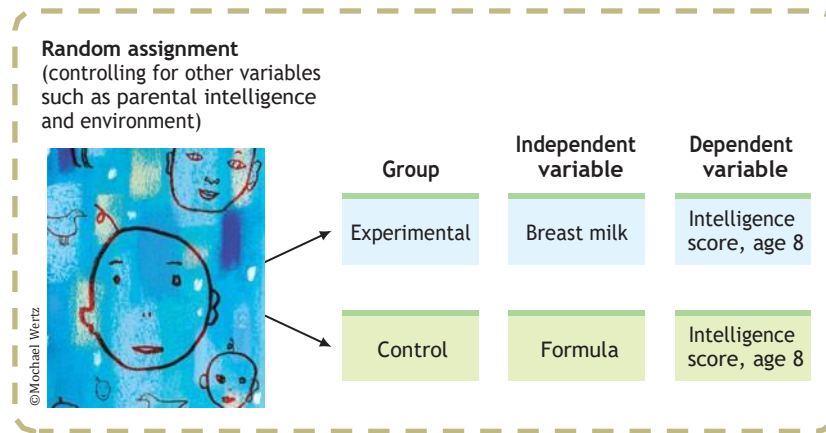 Random assignment
(controlling for other variables
such as parental intelligence
and environment)
Group
Independent
variable
Dependent
variable
Experimental
Breast milk
Intelligence
score, age 8
Control
Formula
Intelligence
score, age 8
©Mochael Wertz